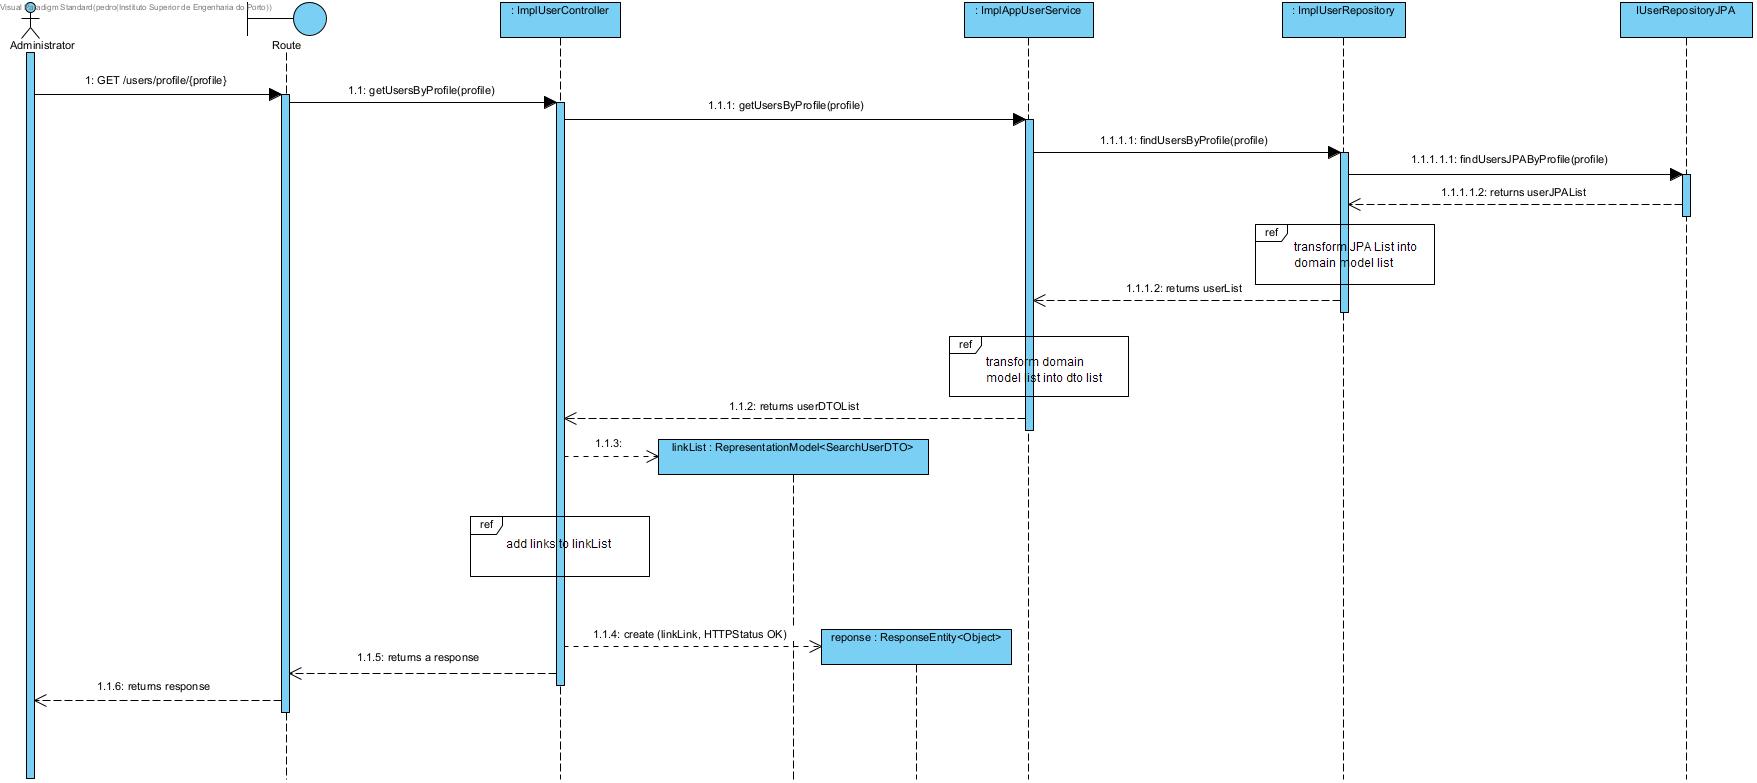 Visual Paradigm Standard(pedro(Instituto Superior de Engenharia do Porto))
Administrator
Route
: ImplUserController
: ImplAppUserService
: ImplUserRepository
IUserRepositoryJPA
1: GET /users/profile/{profile}
1.1: getUsersByProfile(profile)
1.1.1: getUsersByProfile(profile)
1.1.1.1: findUsersByProfile(profile)
1.1.1.1.1: findUsersJPAByProfile(profile)
1.1.1.1.2: returns userJPAList
ref
transform JPA List into
domain model list
1.1.1.2: returns userList
ref
transform domain
model list into dto list
1.1.2: returns userDTOList
1.1.3:
linkList : RepresentationModel<SearchUserDTO>
ref
add links to linkList
1.1.4: create (linkLink, HTTPStatus OK)
reponse : ResponseEntity<Object>
1.1.5: returns a response
1.1.6: returns response